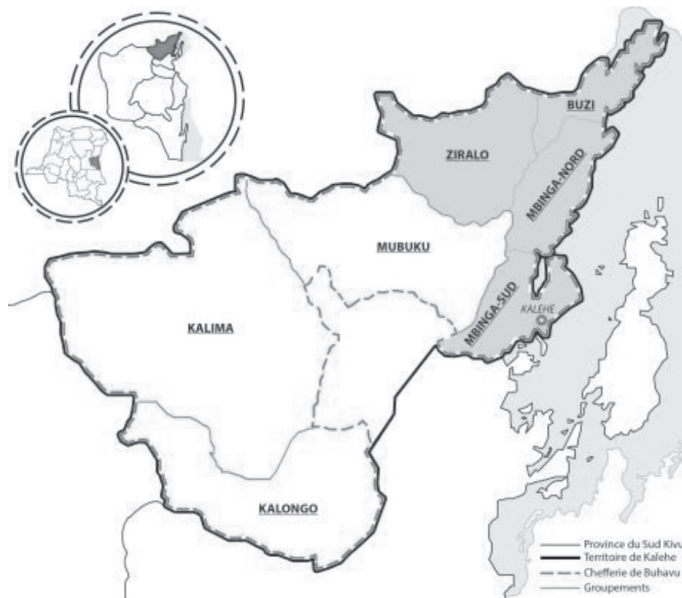 BUZI
ZIRALO
MBINGA-NORD
MUBUKU
MBINGA-SUD
KALEHE
KALIMA
KALONGO
Province du Sud Kivu
Territoire de Kalehe
Chefferie de Buhavu
Groupements